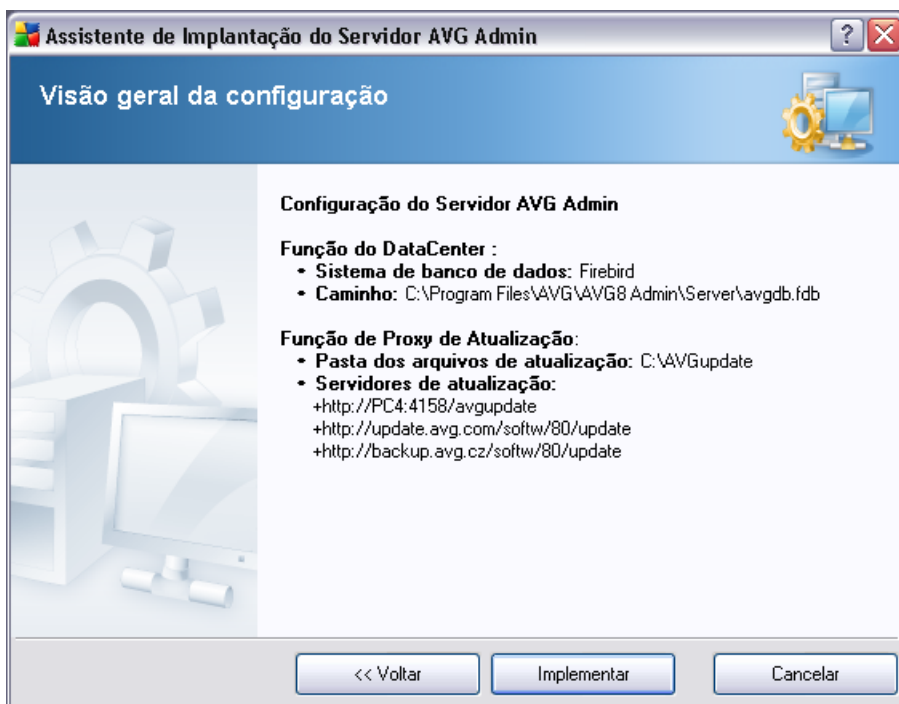 Assistente de Implantação do Servidor AVG Admin
Visão geral da configuração
Configuração do Servidor AVG Admin
Função do DataCenter :
• Sistema de banco de dados: Firebird
• Caminho: C:\Program Files\AVG\AVG8 Admin\Server\avgdb.fdb
Função de Proxy de Atualização:
• Pasta dos arquivos de atualização: C:\AVGupdate
• Servidores de atualização:
+http://PC4:4158/avgupdate
+http://update.avg.com/softw/80/update
+http://backup.avg.cz/softw/80/update
<< Voltar
Implementar
Cancelar